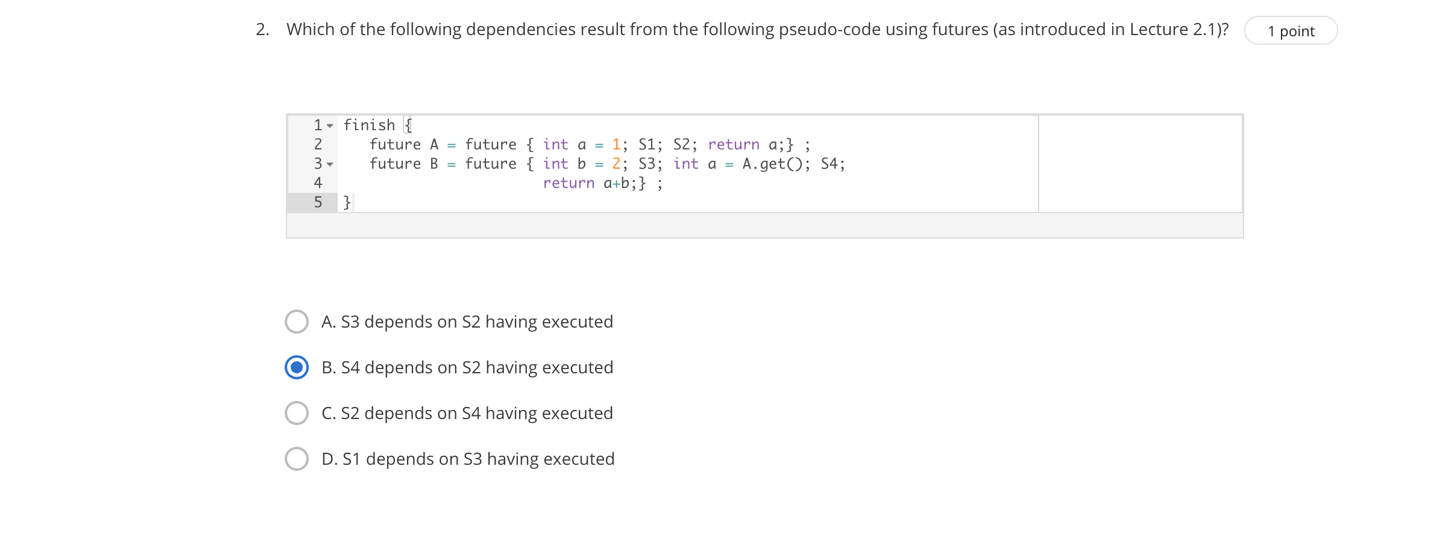 2. Which of the following dependencies result from the following pseudo-code using futures (as introduced in Lecture 2.1)? 1 point
1 finish {
2 future A = future { int a = 1; S1; S2; return a;} ;
3 future B = future { int b = 2; S3; int a = A.get(); S4;
4 return a+b;} ;
5 }
A. S3 depends on S2 having executed
B. S4 depends on S2 having executed
C. S2 depends on S4 having executed
D. S1 depends on S3 having executed